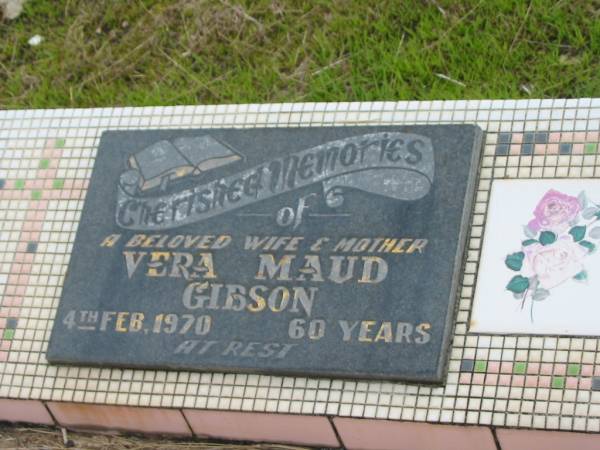 Cherished Memories
of
A BELOVED WIFE & MOTHER
VERA MAUD
GIBSON
4TH FEB, 1970 60 YEARS
AT REST